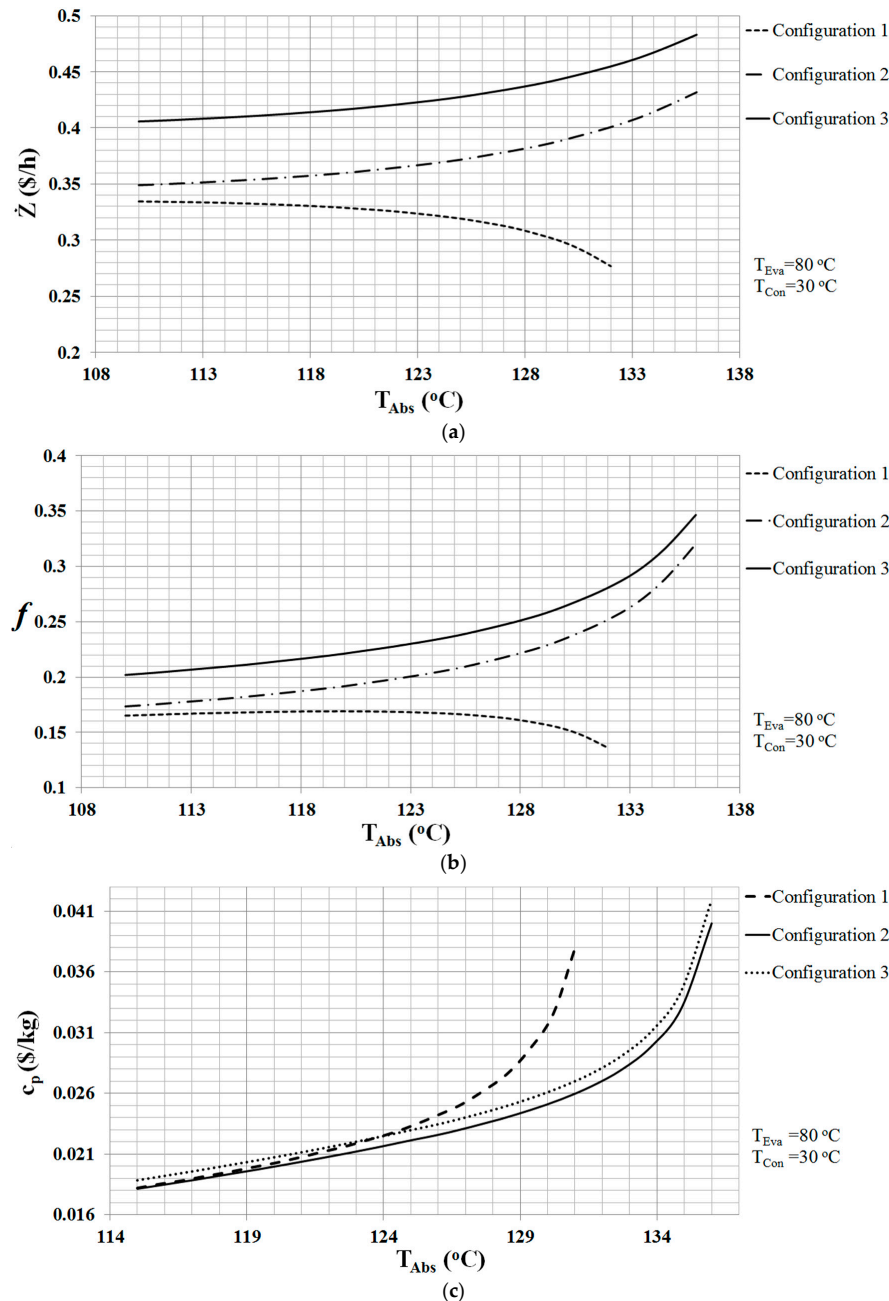 0.5
0.45
0.4
0.35
0.3
0.25
0.2
Ż ($/h)
108 113 118 123 128 133 138
T_Abs (°C)
Configuration 1
Configuration 2
Configuration 3
T_Eva=80 °C
T_Con=30 °C
(a)
0.4
0.35
0.3
0.25
0.2
0.15
0.1
f
108 113 118 123 128 133 138
T_Abs (°C)
Configuration 1
Configuration 2
Configuration 3
T_Eva=80 °C
T_Con=30 °C
(b)
0.041
0.036
0.031
0.026
0.021
0.016
c_p ($/kg)
114 119 124 129 134
T_Abs (°C)
Configuration 1
Configuration 2
Configuration 3
T_Eva =80 °C
T_Con =30 °C
(c)